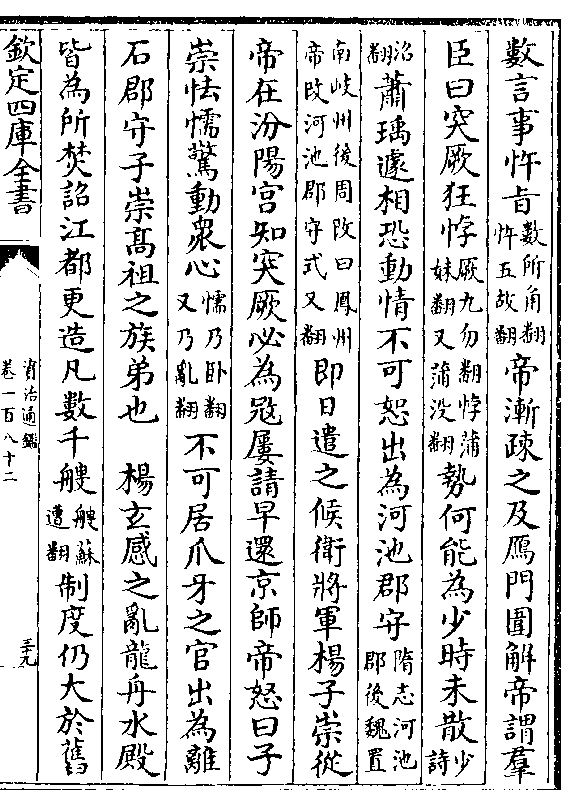 數言事忤旨數所角翻忤五故翻帝漸疎之及鴈門圍解帝謂羣
臣曰突厥狂悖厥九勿翻悖蒲妹翻又蒲没翻勢何能為少時未散少詩
沼翻蕭瑀遽相恐動情不可恕出為河池郡守隋志河池郡後魏置
南岐州後周改曰鳳州帝改河池郡守式又翻即日遣之候衛將軍楊子崇從
帝在汾陽宫知突厥必為冦屢請早還京師帝怒曰子
崇怯懦驚動衆心懦乃卧翻又乃亂翻不可居爪牙之官出為離
石郡守子崇髙祖之族弟也　楊玄感之亂龍舟水殿
皆為所焚詔江都更造凡數千艘艘蘇遭翻制度仍大於舊
欽定四庫全書
資治通鑑
卷一百八十二